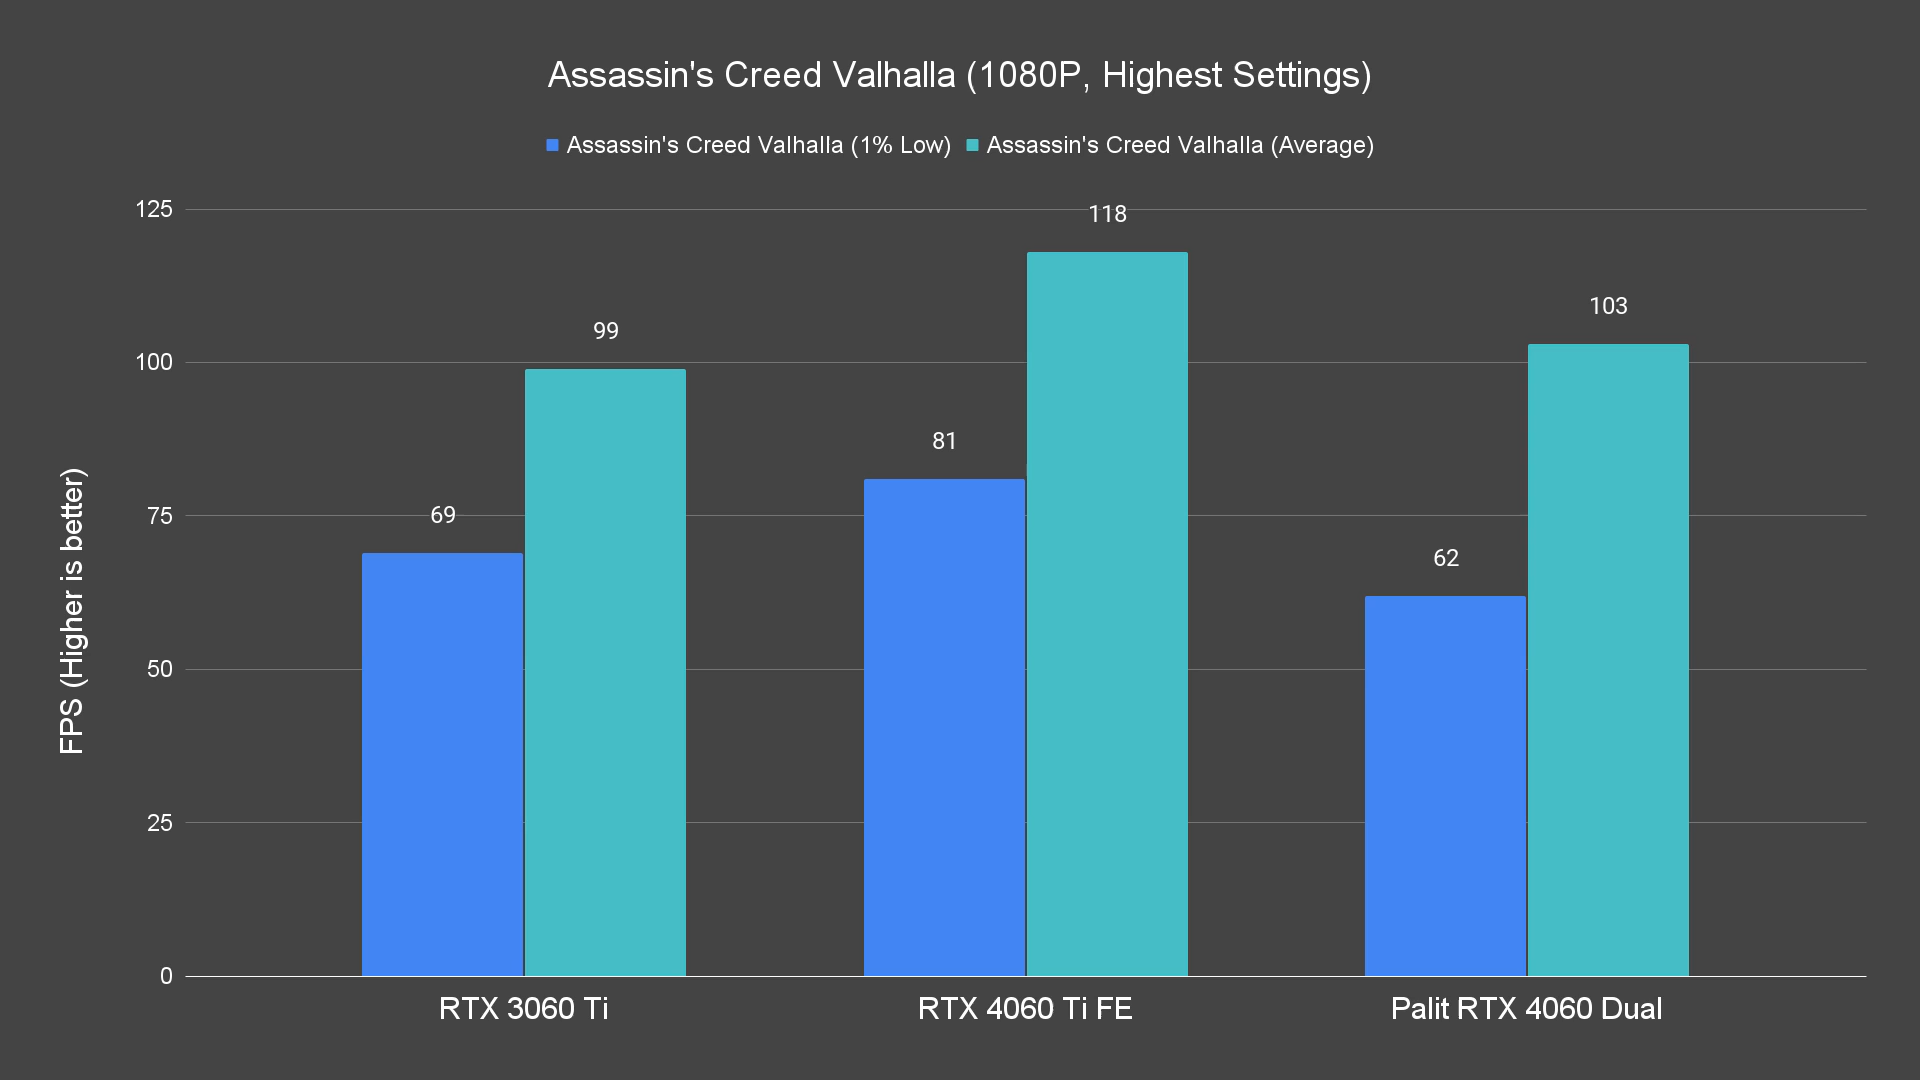 Assassin's Creed Valhalla (1080P, Highest Settings)
Assassin's Creed Valhalla (1% Low) Assassin's Creed Valhalla (Average)
FPS (Higher is better)
125
100
75
50
25
0
69
99
81
118
62
103
RTX 3060 Ti
RTX 4060 Ti FE
Palit RTX 4060 Dual